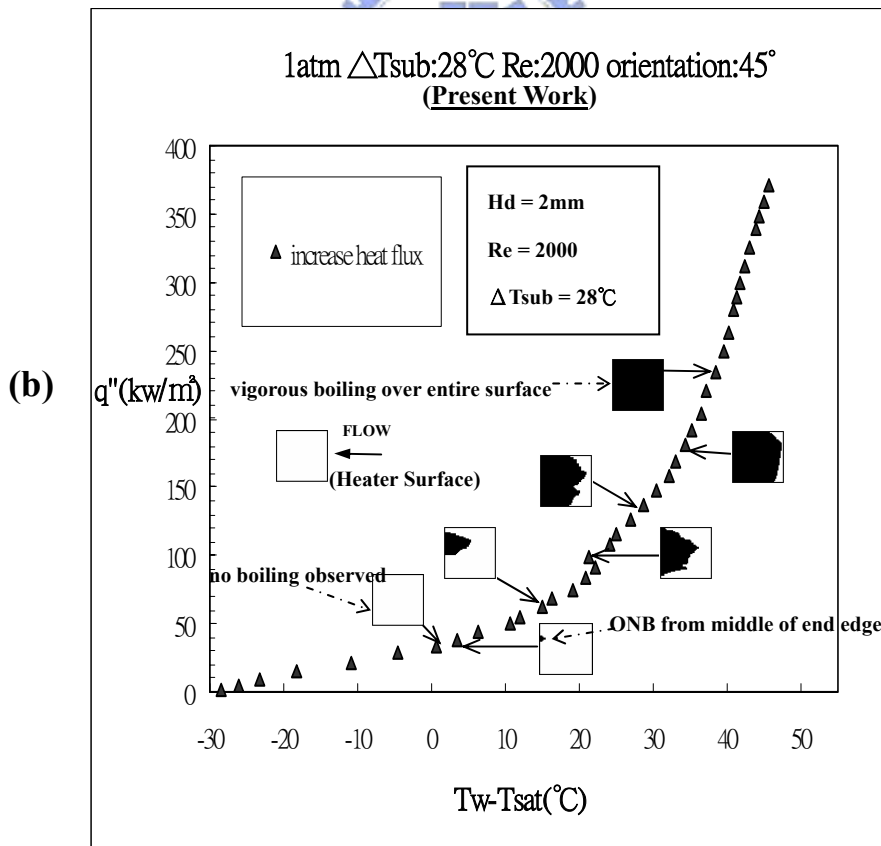 1atm △Tsub:28℃ Re:2000 orientation:45°
(Present Work)
(b)
q"(kw/m²)
400
350
300
250
200
150
100
50
0
-30
-20
-10
0
10
20
30
40
50
Tw-Tsat(℃)
▲ increase heat flux
Hd = 2mm
Re = 2000
Δ Tsub = 28℃
vigorous boiling over entire surface
FLOW
(Heater Surface)
no boiling observed
ONB from middle of end edge